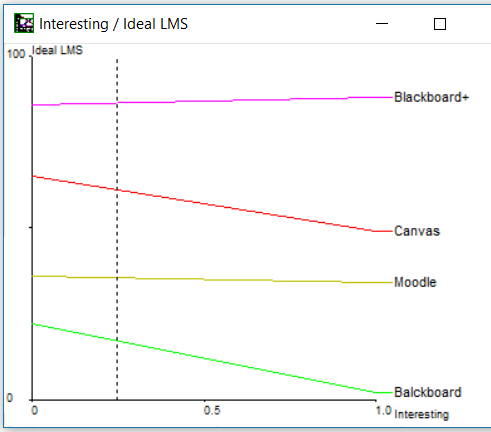 Interesting / Ideal LMS
100
Ideal LMS
Blackboard+
Canvas
Moodle
Balckboard
0
0
0.5
1.0
Interesting